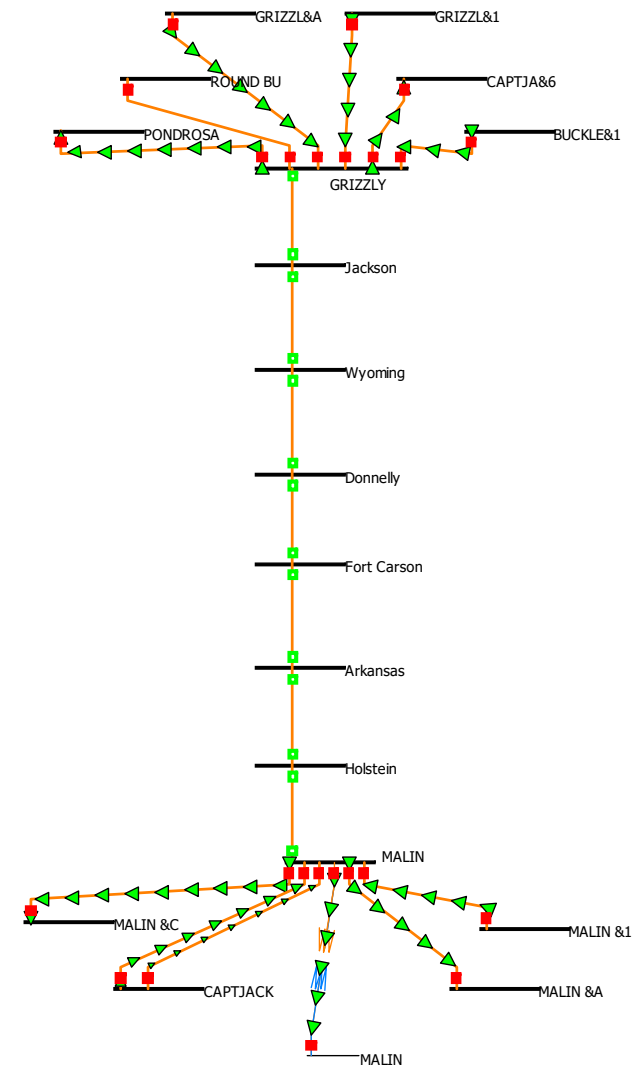 GRIZZL&A
GRIZZL&1
ROUND BU
CAPTJA&6
PONDROSA
BUCKLE&1
GRIZZLY
Jackson
Wyoming
Donnelly
Fort Carson
Arkansas
Holstein
MALIN
MALIN &C
MALIN &1
CAPTJACK
MALIN &A
MALIN